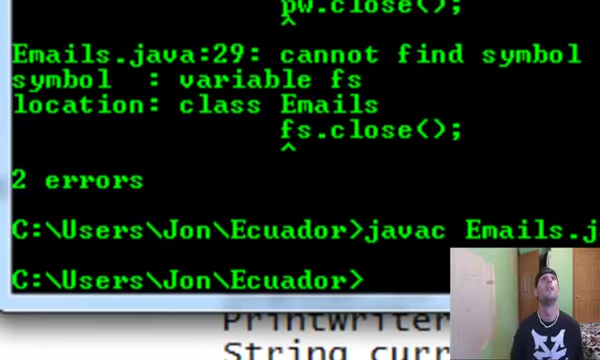 pw.close();
^
Emails.java:29: cannot find symbol
symbol  : variable fs
location: class Emails
fs.close();
^
2 errors
C:\Users\Jon\Ecuador>javac Emails.j
C:\Users\Jon\Ecuador>
PrintWriter
String curr